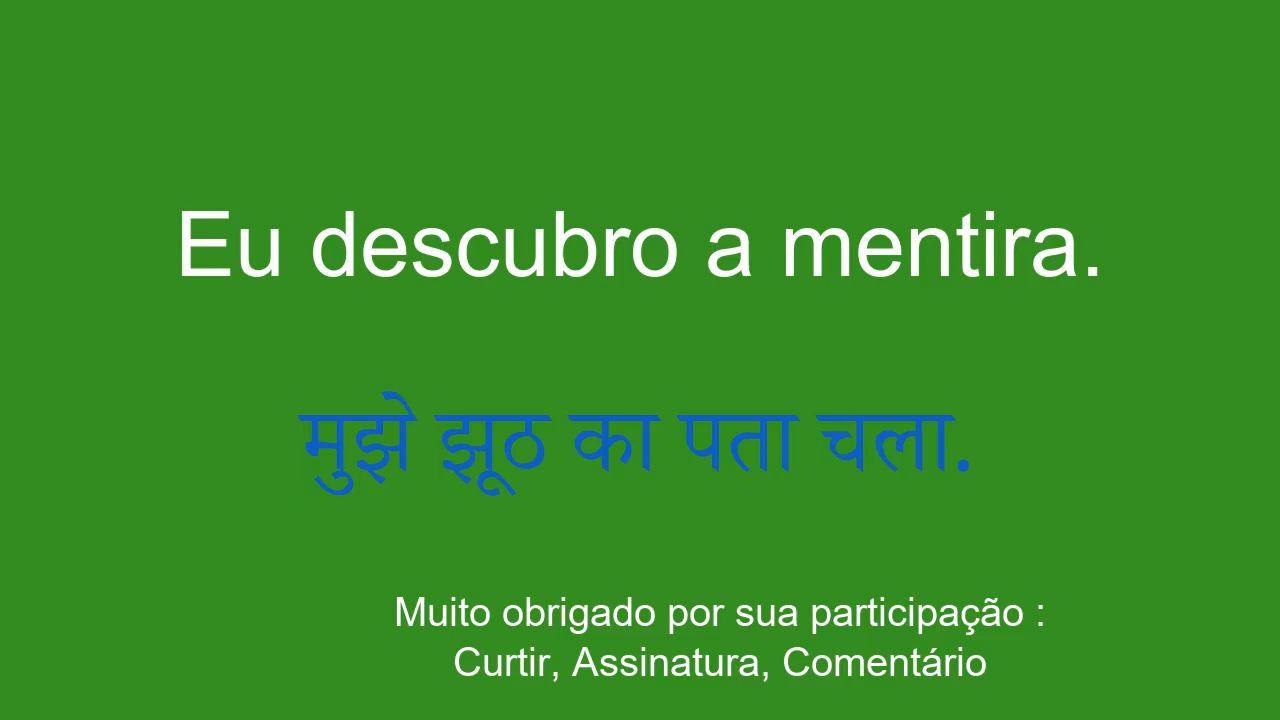 Eu descubro a mentira.
मुझे झूठ का पता चला.
Muito obrigado por sua participação :
Curtir, Assinatura, Comentário